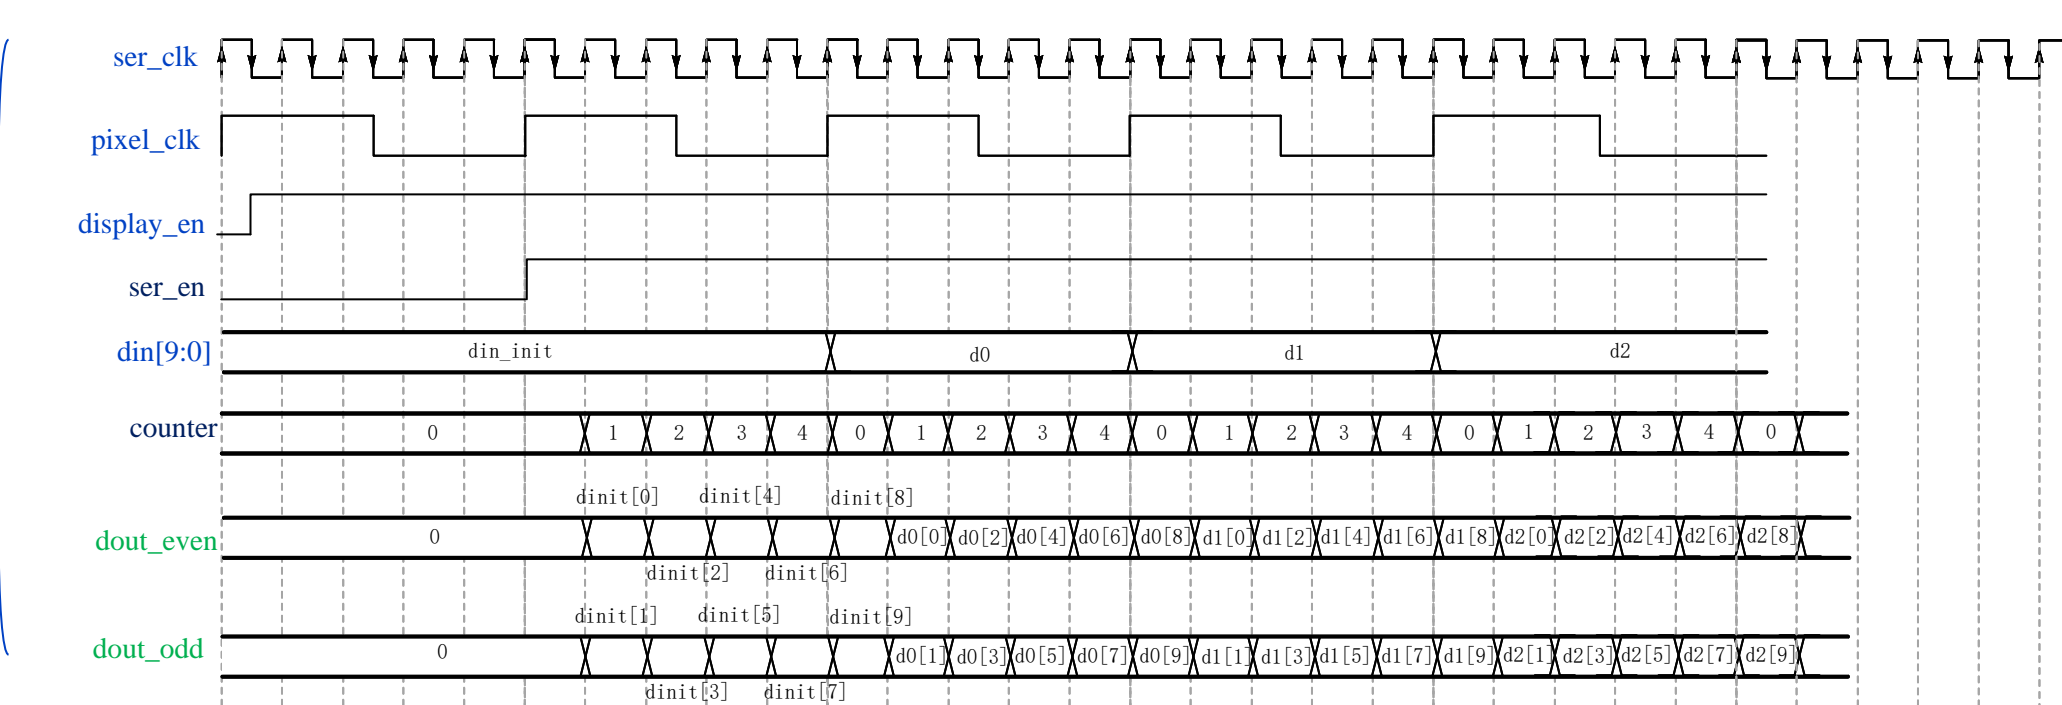 ser_clk
pixel_clk
display_en
ser_en
din[9:0] din_init d0 d1 d2
counter 0 1 2 3 4 0 1 2 3 4 0 1 2 3 4 0 1 2 3 4 0
dinit[0] dinit[4] dinit[8]
dout_even 0 d0[0] d0[2] d0[4] d0[6] d0[8] d1[0] d1[2] d1[4] d1[6] d1[8] d2[0] d2[2] d2[4] d2[6] d2[8]
dinit[2] dinit[6]
dinit[1] dinit[5] dinit[9]
dout_odd 0 d0[1] d0[3] d0[5] d0[7] d0[9] d1[1] d1[3] d1[5] d1[7] d1[9] d2[1] d2[3] d2[5] d2[7] d2[9]
dinit[3] dinit[7]